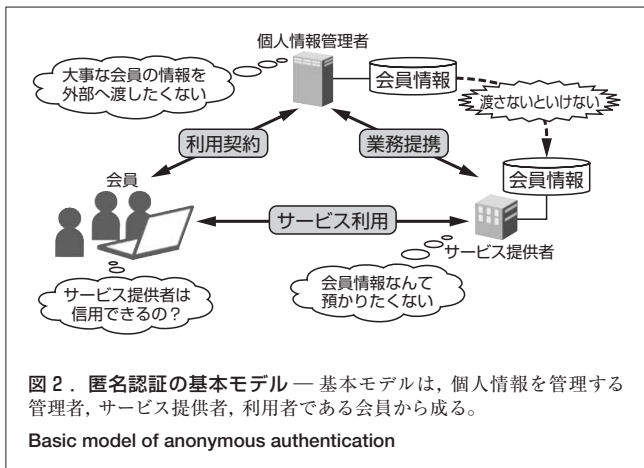 個人情報管理者
大事な会員の情報を
外部へ渡したくない
会員情報
渡さないといけない
利用契約
業務提携
会員
会員情報
サービス利用
サービス提供者
サービス提供者は
信用できるの？
会員情報なんて
預かりたくない
図2．匿名認証の基本モデル — 基本モデルは，個人情報を管理する
管理者，サービス提供者，利用者である会員から成る。
Basic model of anonymous authentication